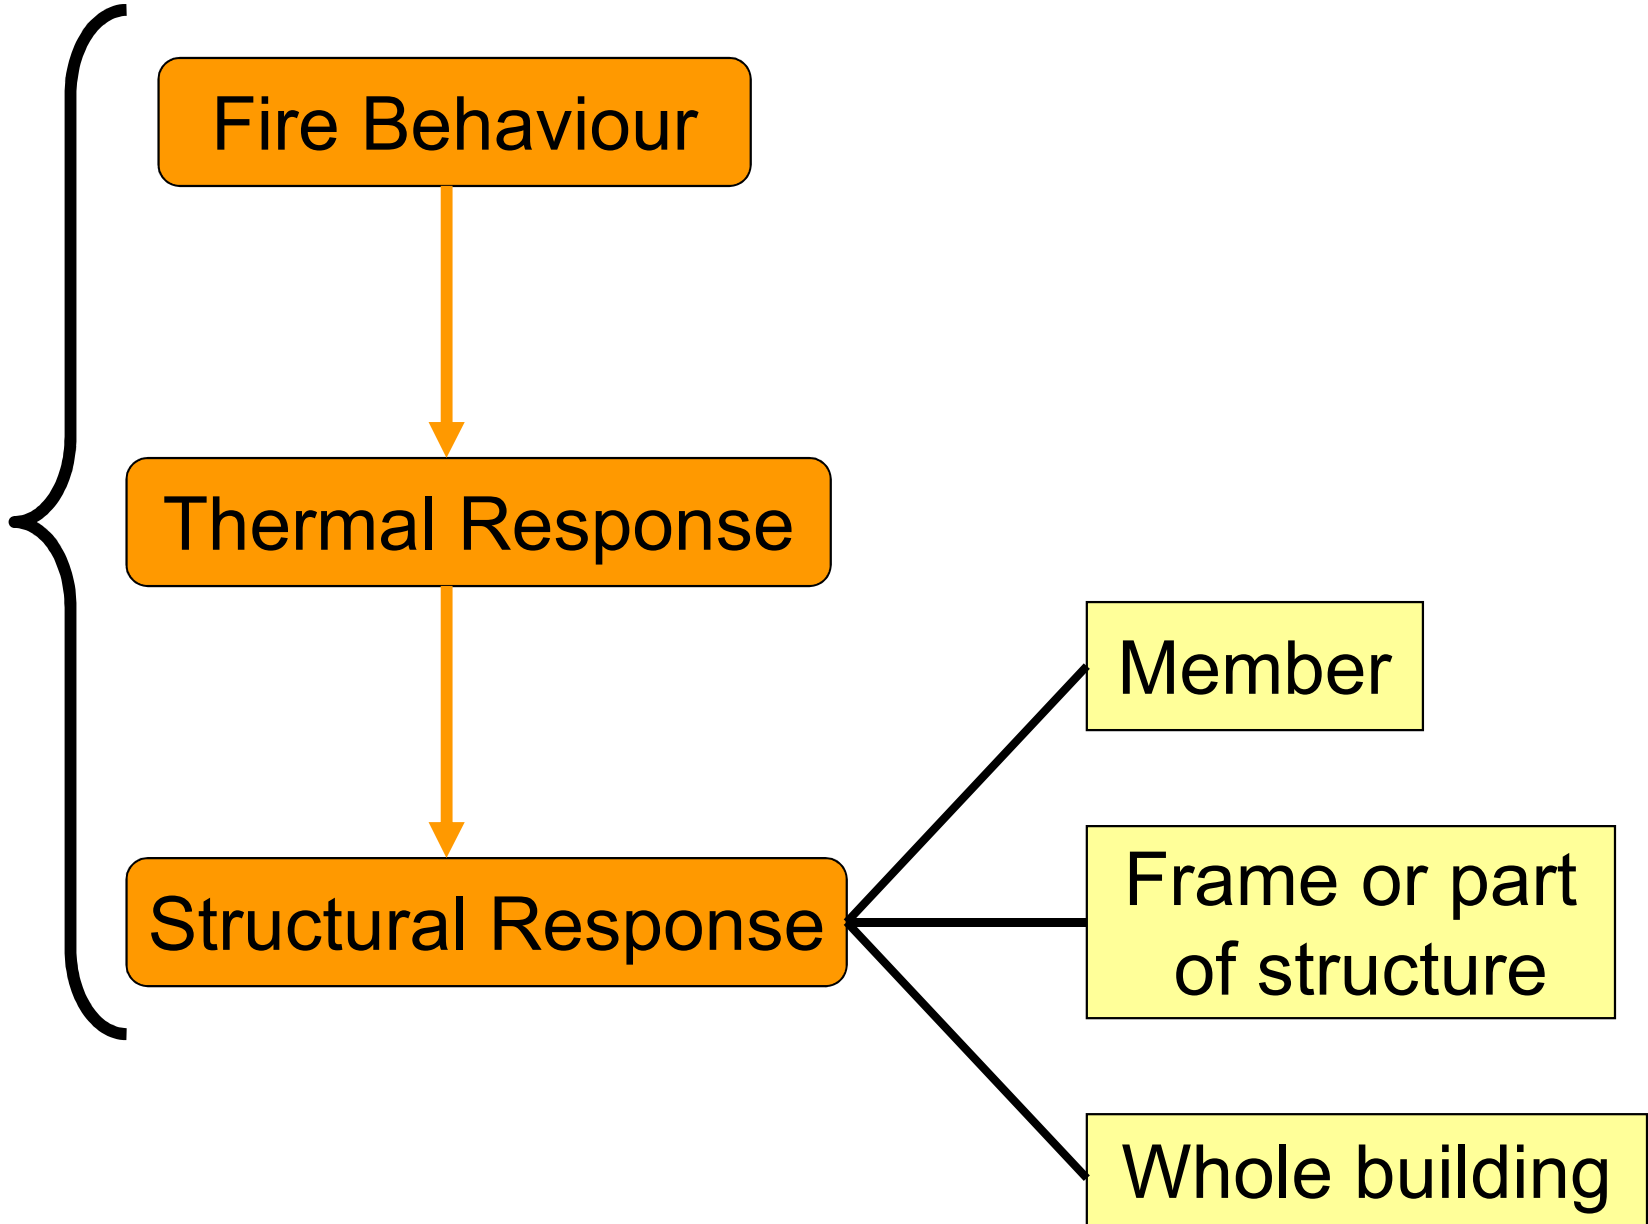 Fire Behaviour
Thermal Response
Structural Response
Member
Frame or part
of structure
Whole building